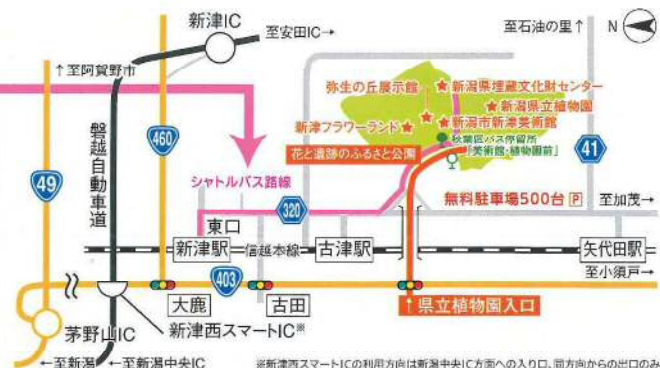 新津IC
至安田IC→
至石油の里↑
N
↑至阿賀野市
弥生の丘展示館
新潟県埋蔵文化財センター
新潟県立植物園
新津フラワーランド
新潟市新津美術館
秋葉区バス停留所
「美術館・植物園前」
花と遺跡のふるさと公園
460
41
49
磐越自動車道
シャトルバス路線
無料駐車場500台 P
320
至加茂→
東口
新津駅
信越本線
古津駅
矢代田駅
403
至小須戸→
大鹿
古田
↑県立植物園入口
茅野山IC
新津西スマートIC※
←至新潟
←至新潟中央IC
※新津西スマートICの利用方向は新潟中央IC方面への入り口、同方向からの出口のみ